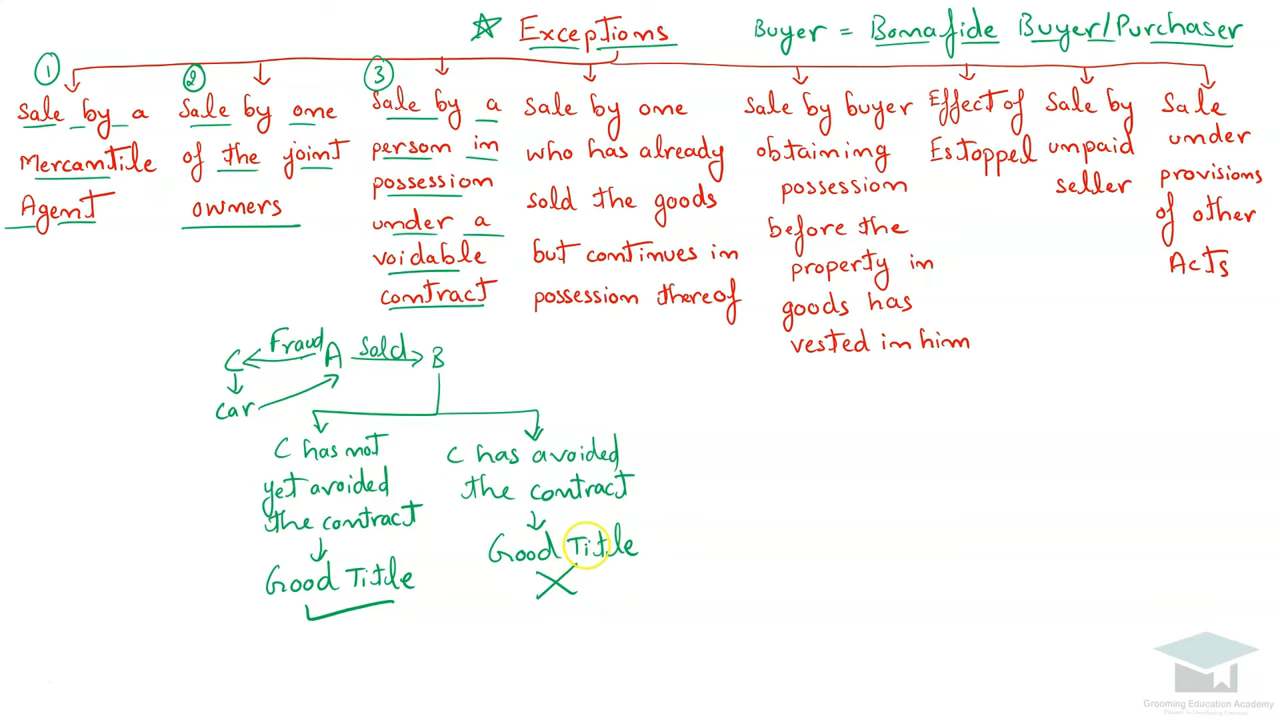 ☆ Exceptions
Buyer = Bonafide Buyer/Purchaser
①
Sale by a
Mercantile
Agent
②
Sale by one
of the joint
owners
③
Sale by a
person in
possession
under a
voidable
contract
Sale by one
who has already
sold the goods
but continues in
possession thereof
Sale by buyer
obtaining
possession
before the
property in
goods has
vested in him
Effect of
Estoppel
Sale by
unpaid
seller
Sale
under
provisions
of other
Acts
C Fraud A Sold B
car
C has not
yet avoided
the contract
Good Title
C has avoided
the contract
Good Title
Grooming Education Academy